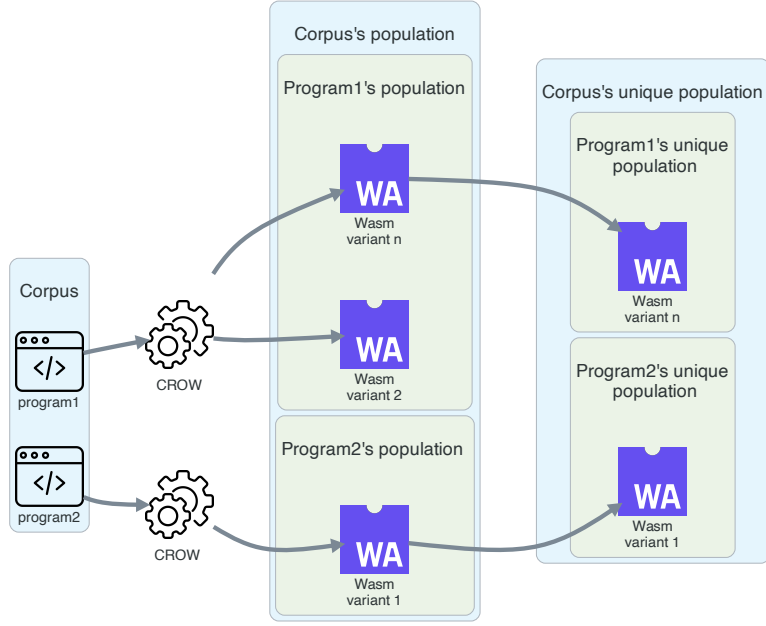 Corpus
program1
program2
CROW
CROW
Corpus's population
Program1's population
WA
Wasm
variant n
WA
Wasm
variant 2
Program2's population
WA
Wasm
variant 1
Corpus's unique population
Program1's unique
population
WA
Wasm
variant n
Program2's unique
population
WA
Wasm
variant 1